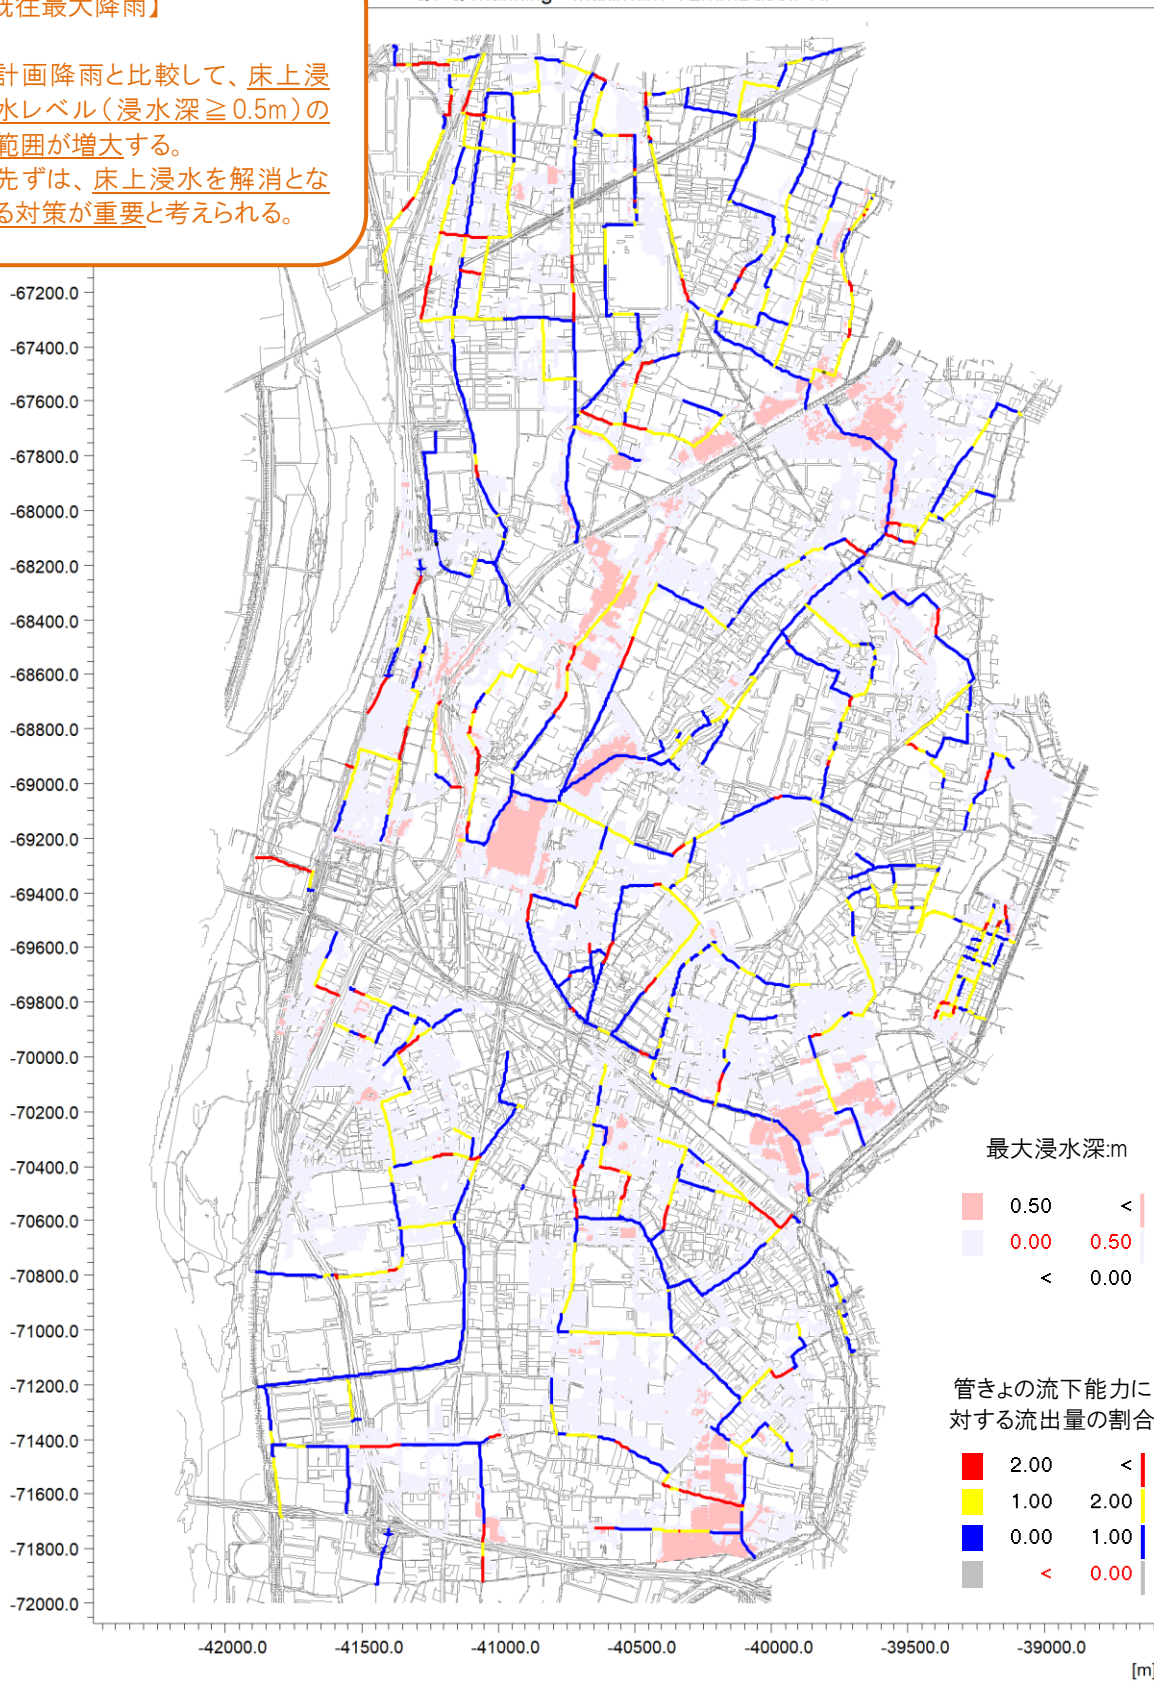 既往最大降雨】
計画降雨と比較して、床上浸
水レベル（浸水深≧0.5m）の
範囲が増大する。
先ずは、床上浸水を解消とな
る対策が重要と考えられる。
-67200.0
-67400.0
-67600.0
-67800.0
-68000.0
-68200.0
-68400.0
-68600.0
-68800.0
-69000.0
-69200.0
-69400.0
-69600.0
-69800.0
-70000.0
-70200.0
-70400.0
-70600.0
-70800.0
-71000.0
-71200.0
-71400.0
-71600.0
-71800.0
-72000.0
-42000.0 -41500.0 -41000.0 -40500.0 -40000.0 -39500.0 -39000.0
[m]
最大浸水深:m
0.50 <
0.00 0.50
< 0.00
管きょの流下能力に
対する流出量の割合
2.00 <
1.00 2.00
0.00 1.00
< 0.00